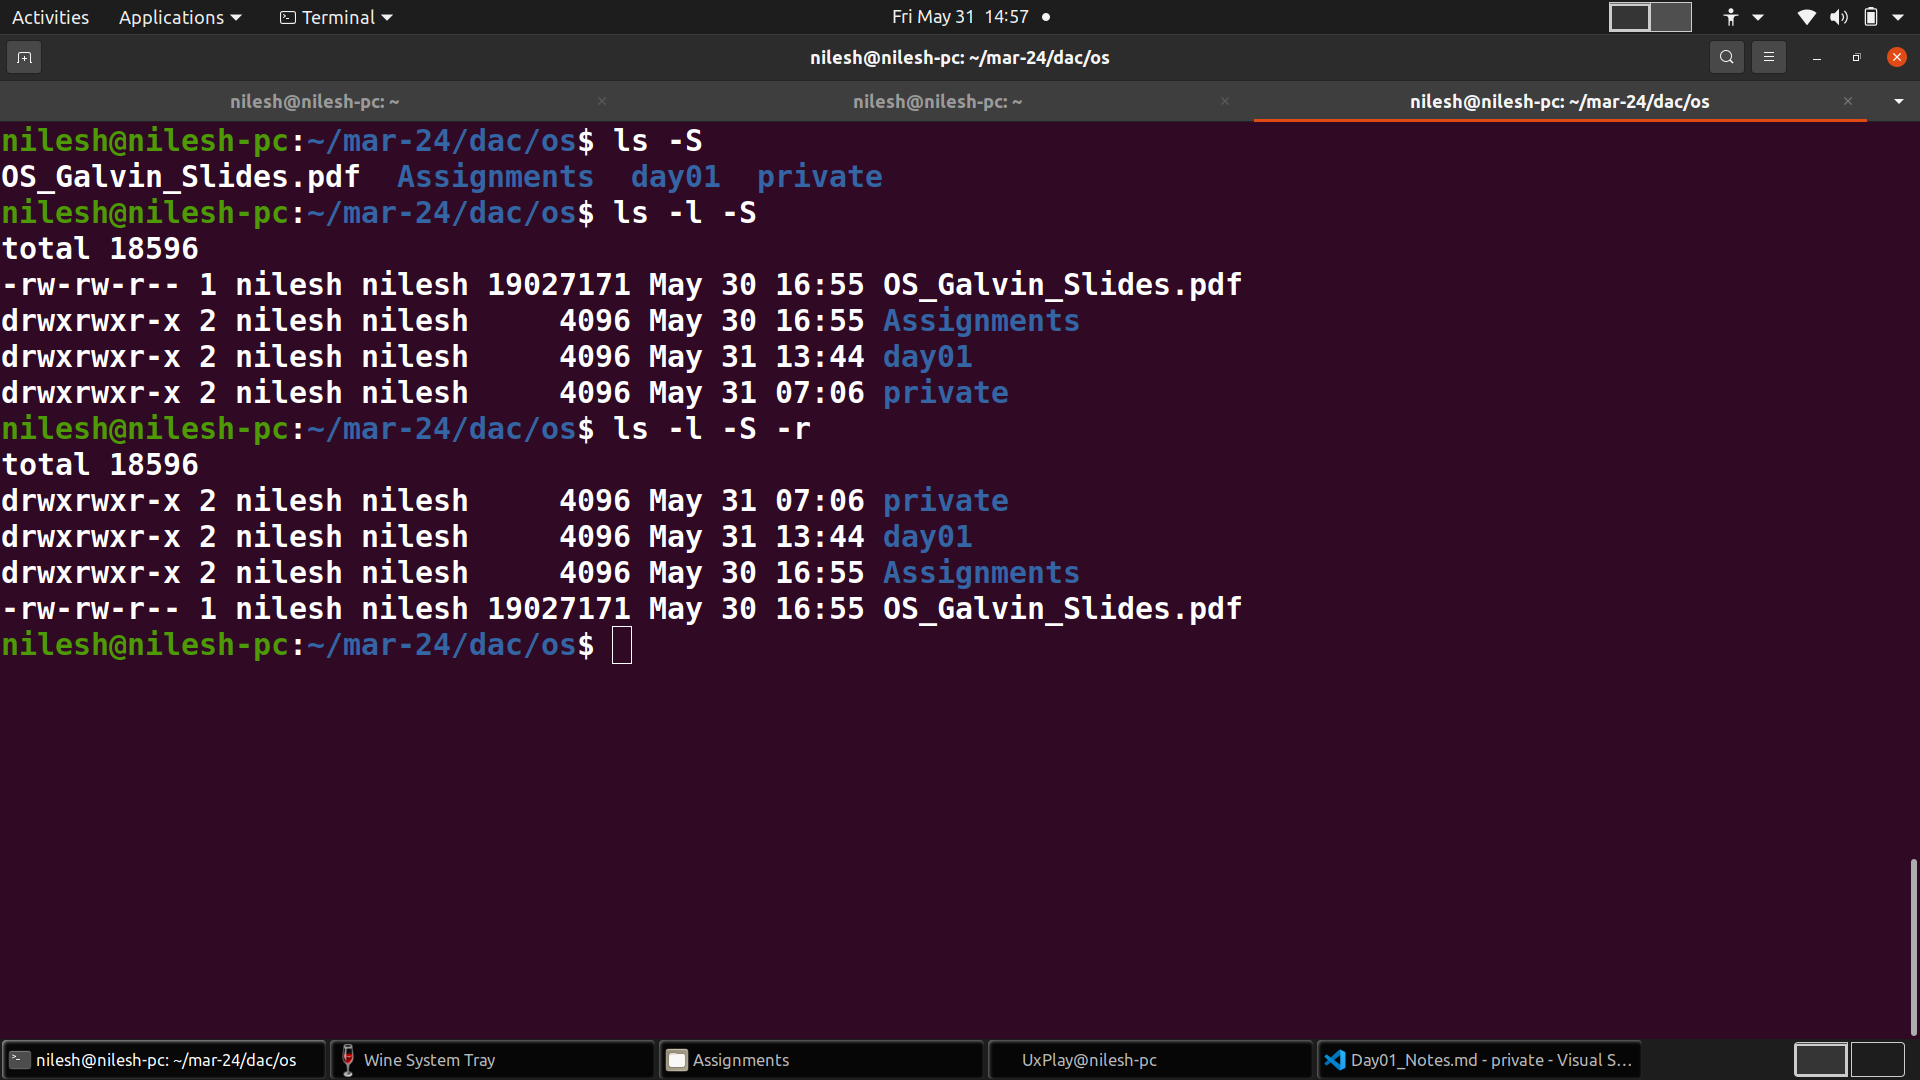 Activities Applications Terminal Fri May 31 14:57
nilesh@nilesh-pc: ~/mar-24/dac/os
nilesh@nilesh-pc: ~ nilesh@nilesh-pc: ~ nilesh@nilesh-pc: ~/mar-24/dac/os
nilesh@nilesh-pc:~/mar-24/dac/os$ ls -S
OS_Galvin_Slides.pdf  Assignments  day01  private
nilesh@nilesh-pc:~/mar-24/dac/os$ ls -l -S
total 18596
-rw-rw-r-- 1 nilesh nilesh 19027171 May 30 16:55 OS_Galvin_Slides.pdf
drwxrwxr-x 2 nilesh nilesh     4096 May 30 16:55 Assignments
drwxrwxr-x 2 nilesh nilesh     4096 May 31 13:44 day01
drwxrwxr-x 2 nilesh nilesh     4096 May 31 07:06 private
nilesh@nilesh-pc:~/mar-24/dac/os$ ls -l -S -r
total 18596
drwxrwxr-x 2 nilesh nilesh     4096 May 31 07:06 private
drwxrwxr-x 2 nilesh nilesh     4096 May 31 13:44 day01
drwxrwxr-x 2 nilesh nilesh     4096 May 30 16:55 Assignments
-rw-rw-r-- 1 nilesh nilesh 19027171 May 30 16:55 OS_Galvin_Slides.pdf
nilesh@nilesh-pc:~/mar-24/dac/os$
nilesh@nilesh-pc: ~/mar-24/dac/os Wine System Tray Assignments UxPlay@nilesh-pc Day01_Notes.md - private - Visual S...